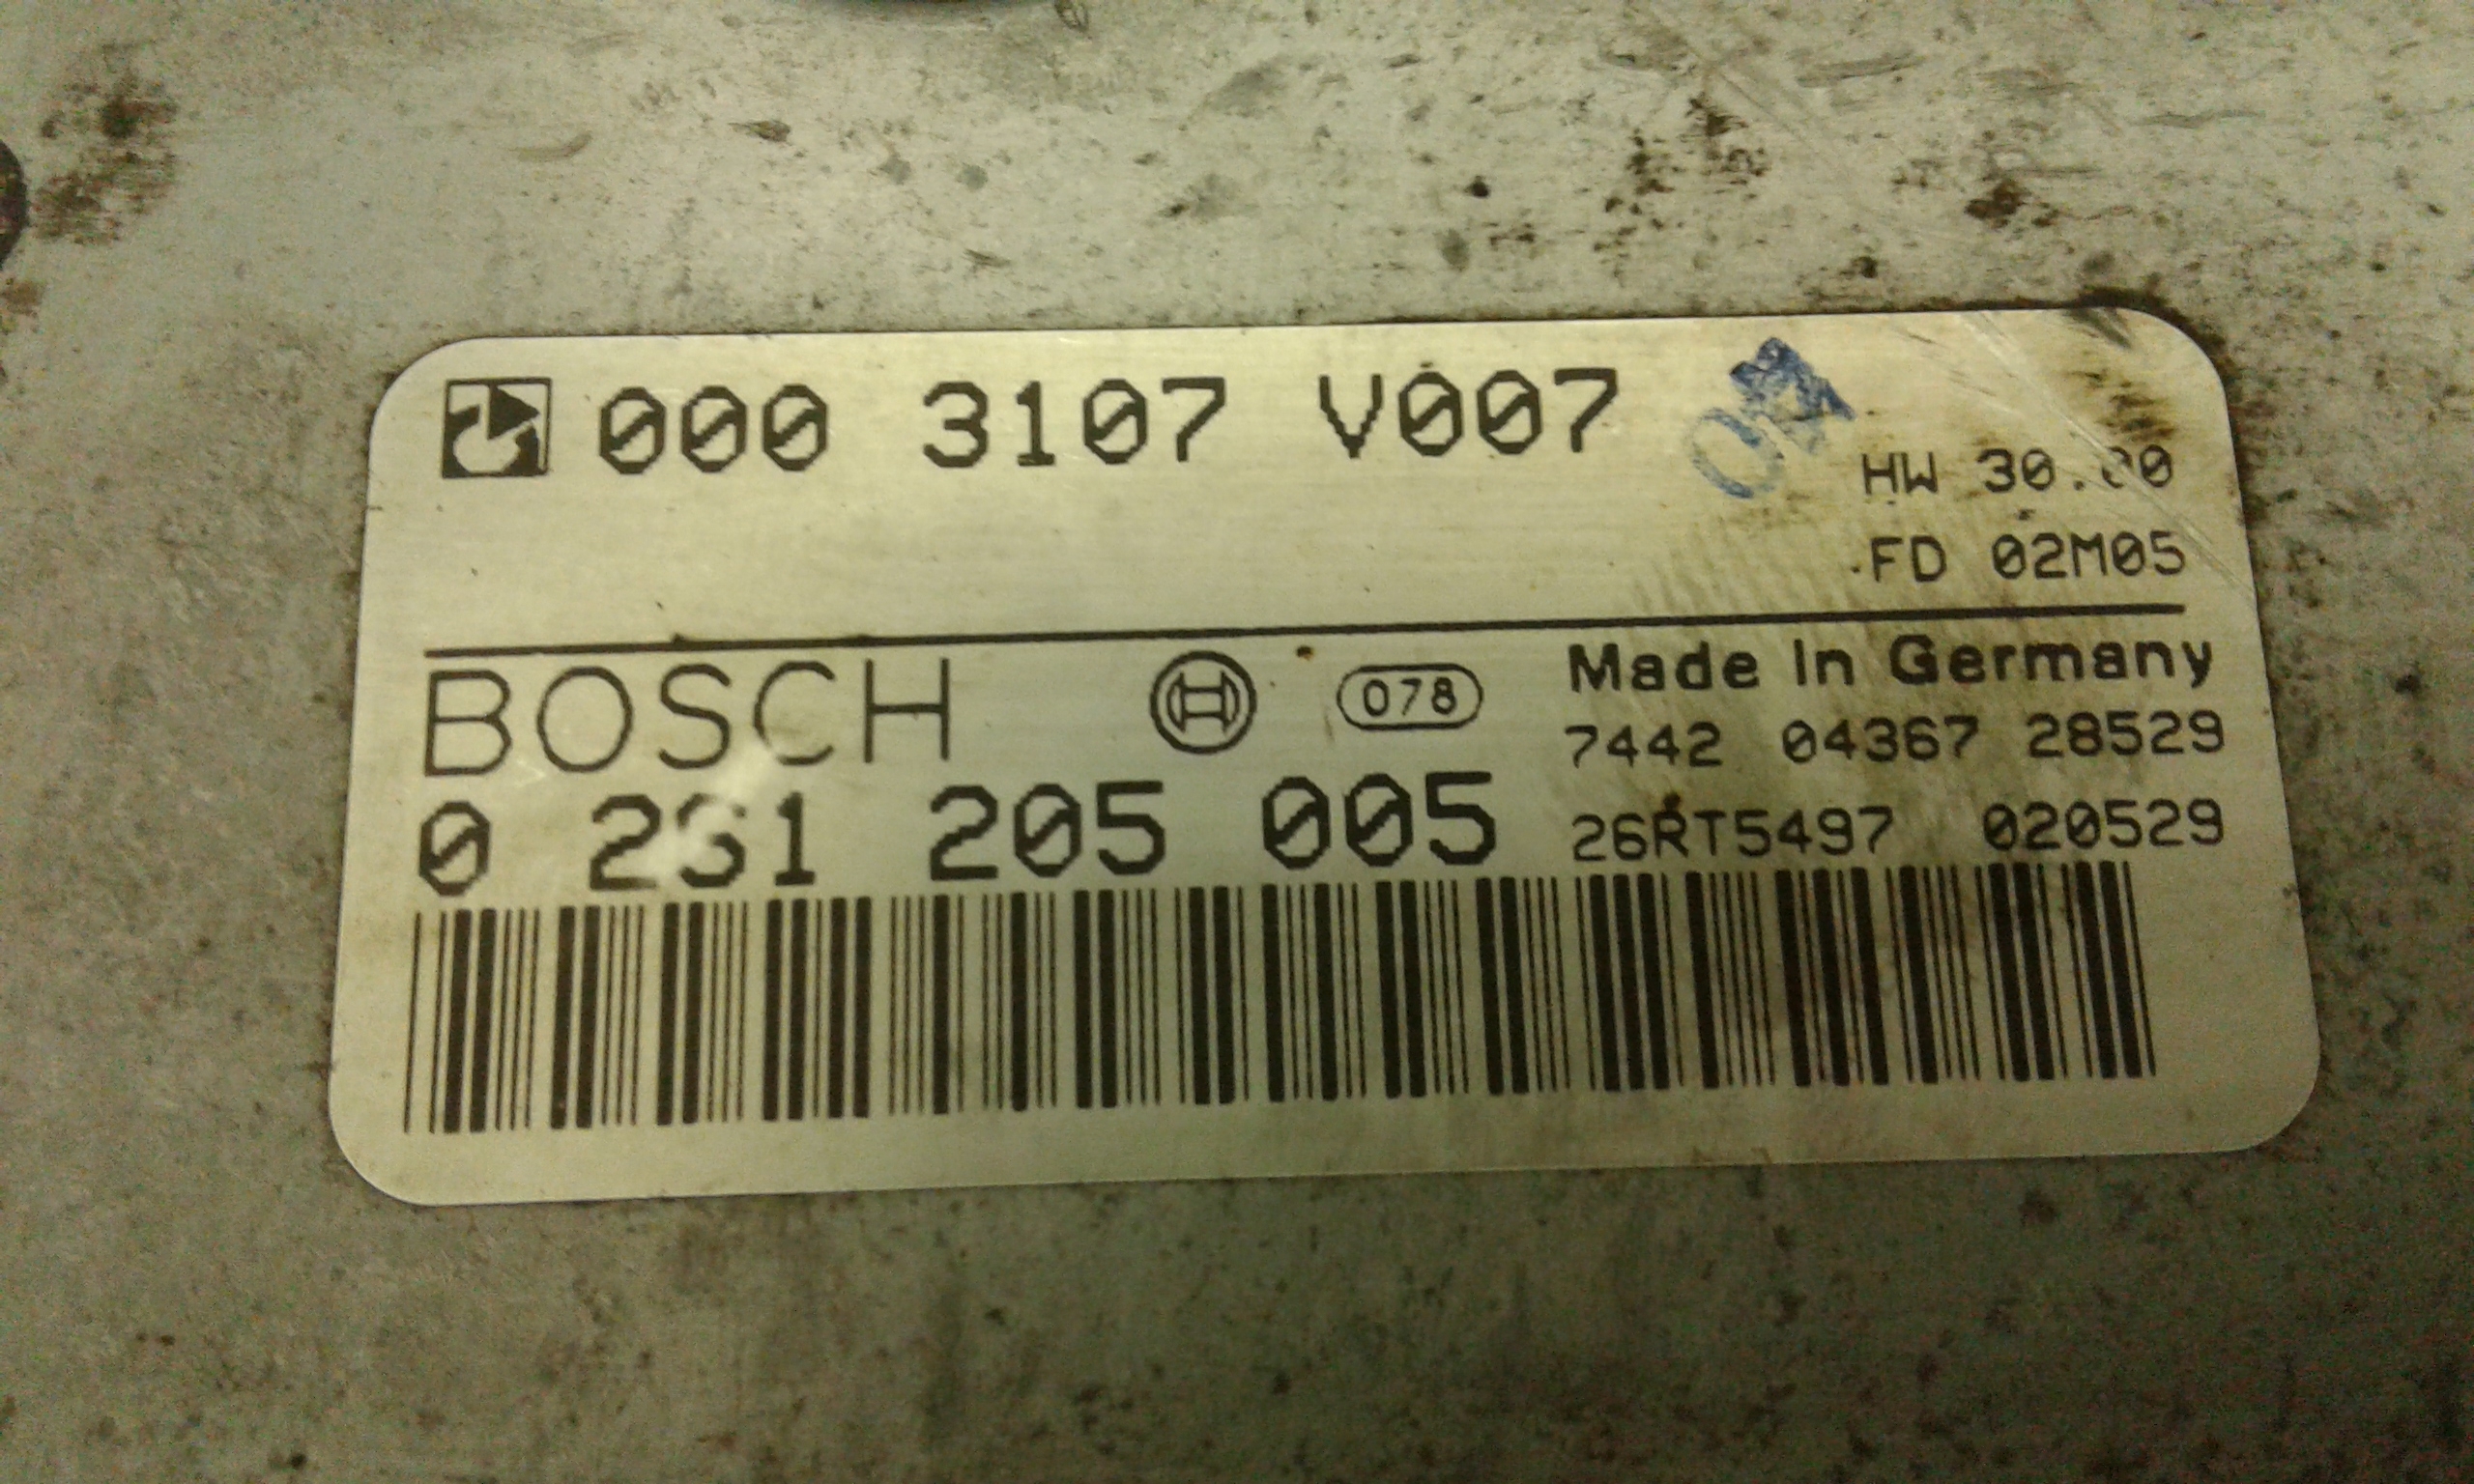 000 3107 V007
HW 30.00
FD 02M05
BOSCH
078
Made in Germany
7442 04367 28529
0 261 205 005
26RT5497 020529